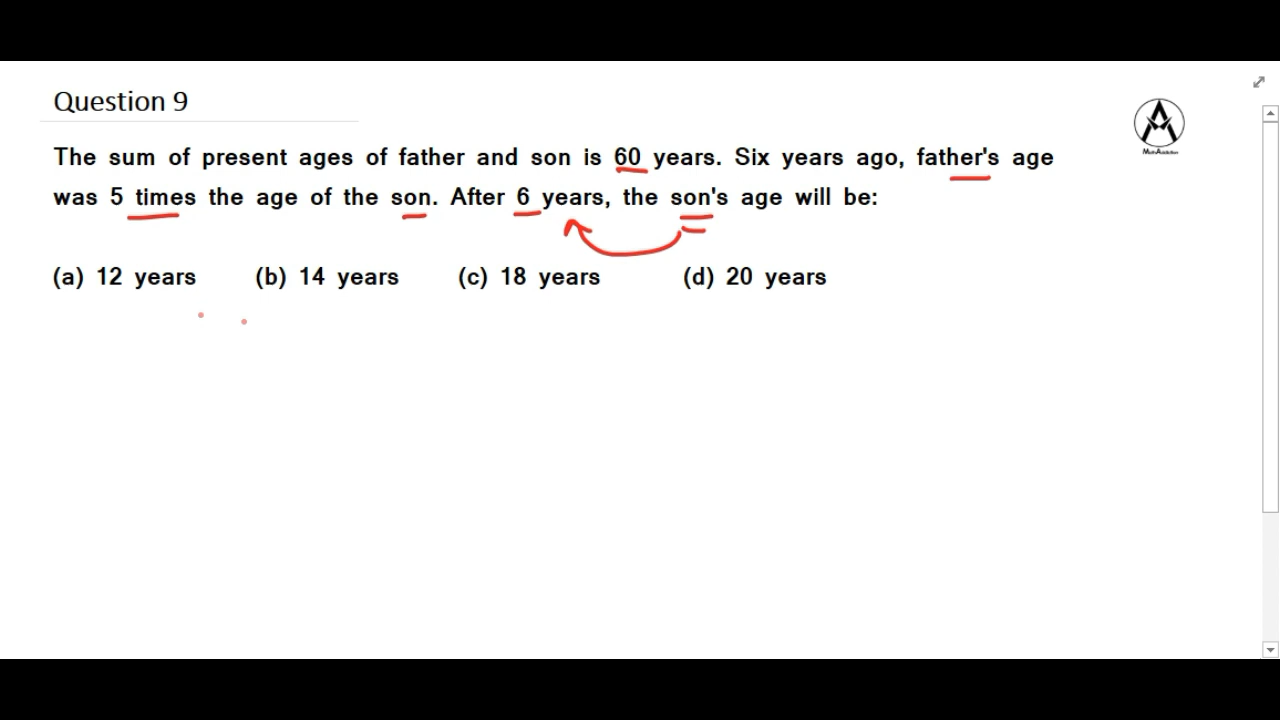 Question 9
The sum of present ages of father and son is 60 years. Six years ago, father's age
was 5 times the age of the son. After 6 years, the son's age will be:
(a) 12 years (b) 14 years (c) 18 years (d) 20 years
MathAddiction